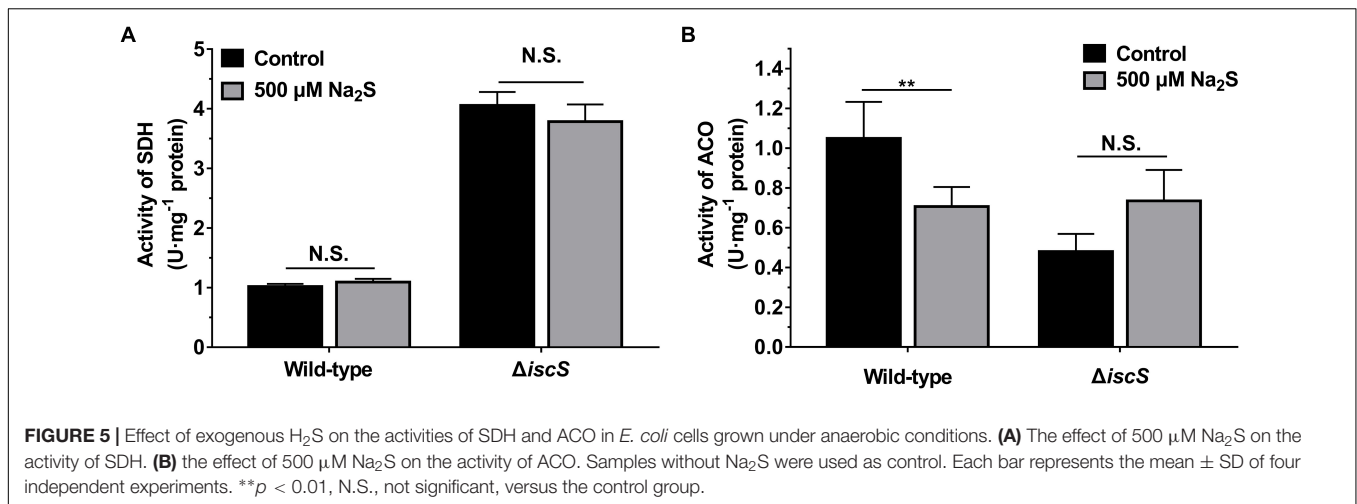 A
Activity of SDH
(U·mg⁻¹ protein)
5
4
3
2
1
0
Control
500 µM Na₂S
N.S.
N.S.
Wild-type
ΔiscS
B
Activity of ACO
(U·mg⁻¹ protein)
1.4
1.2
1.0
0.8
0.6
0.4
0.2
0.0
Control
500 µM Na₂S
**
N.S.
Wild-type
ΔiscS
FIGURE 5 | Effect of exogenous H₂S on the activities of SDH and ACO in E. coli cells grown under anaerobic conditions. (A) The effect of 500 µM Na₂S on the
activity of SDH. (B) the effect of 500 µM Na₂S on the activity of ACO. Samples without Na₂S were used as control. Each bar represents the mean ± SD of four
independent experiments. **p < 0.01, N.S., not significant, versus the control group.